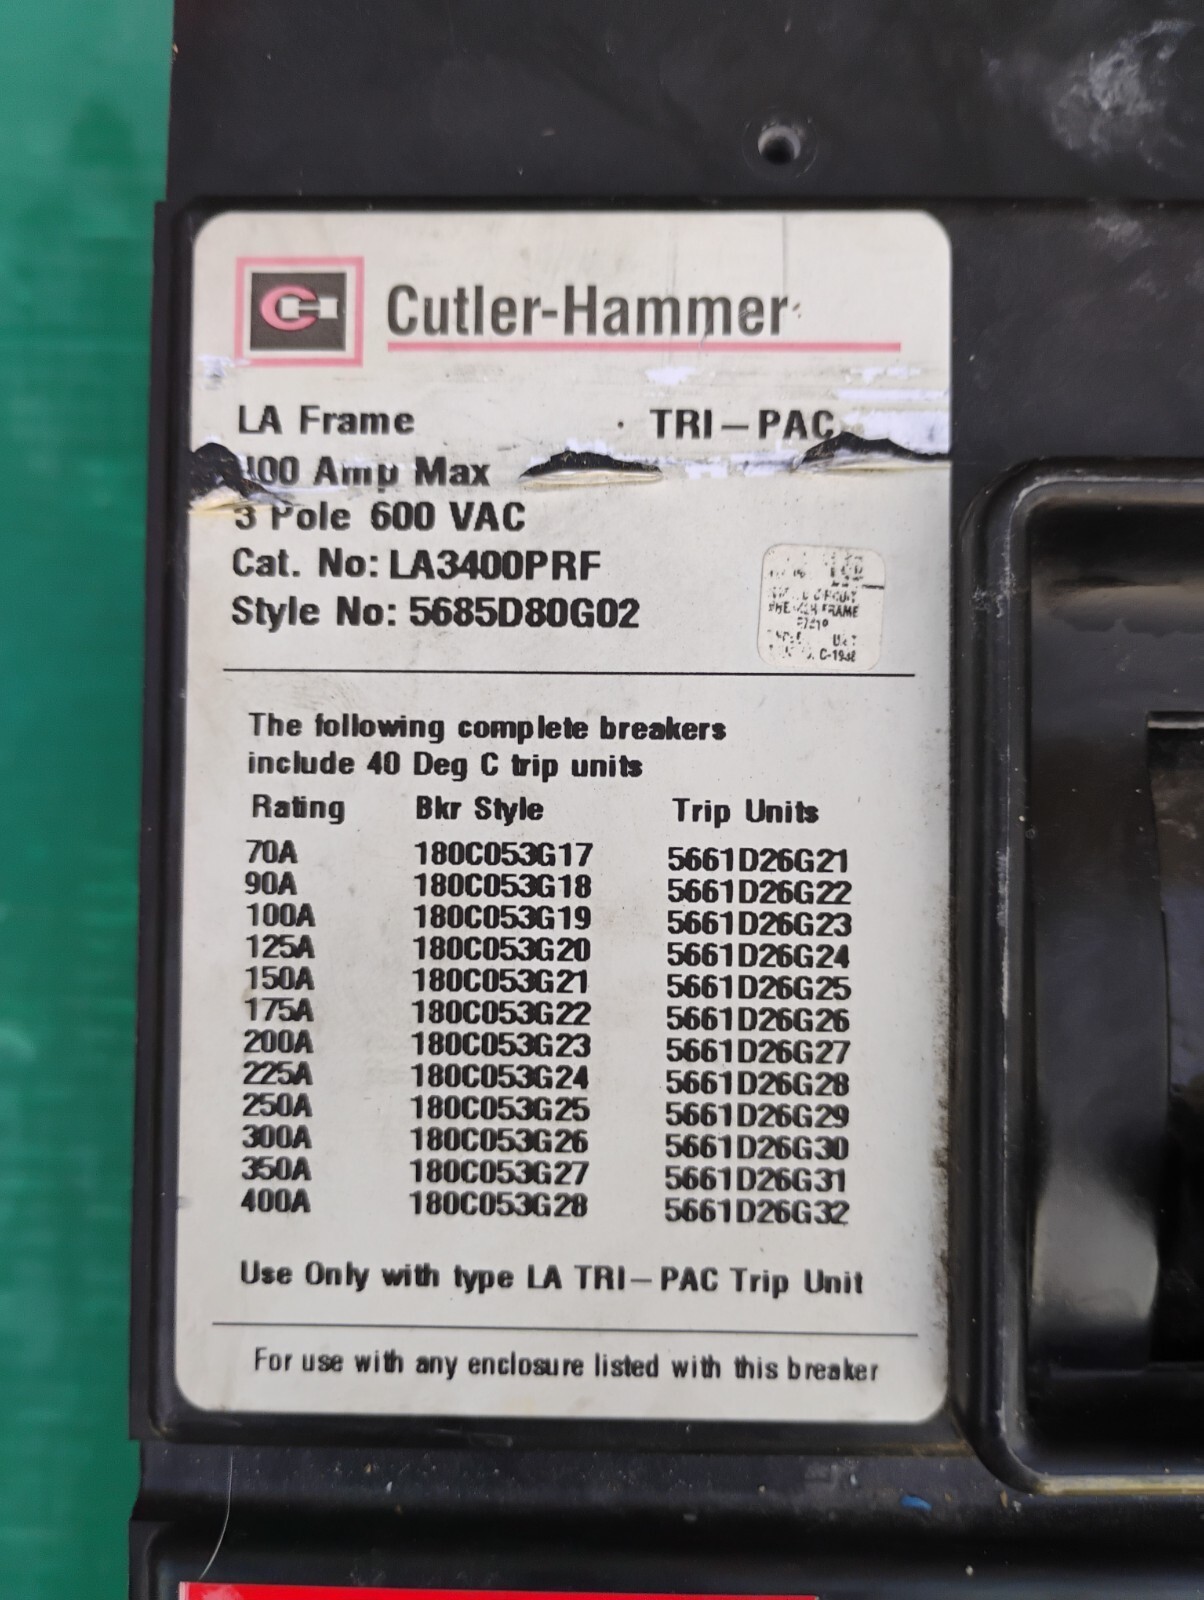 CH Cutler-Hammer
LA Frame TRI-PAC
400 Amp Max
3 Pole 600 VAC
Cat. No: LA3400PRF
Style No: 5685D80G02
FRAME
C-1938
The following complete breakers
include 40 Deg C trip units
Rating Bkr Style Trip Units
70A 180C053G17 5661D26G21
90A 180C053G18 5661D26G22
100A 180C053G19 5661D26G23
125A 180C053G20 5661D26G24
150A 180C053G21 5661D26G25
175A 180C053G22 5661D26G26
200A 180C053G23 5661D26G27
225A 180C053G24 5661D26G28
250A 180C053G25 5661D26G29
300A 180C053G26 5661D26G30
350A 180C053G27 5661D26G31
400A 180C053G28 5661D26G32
Use Only with type LA TRI-PAC Trip Unit
For use with any enclosure listed with this breaker